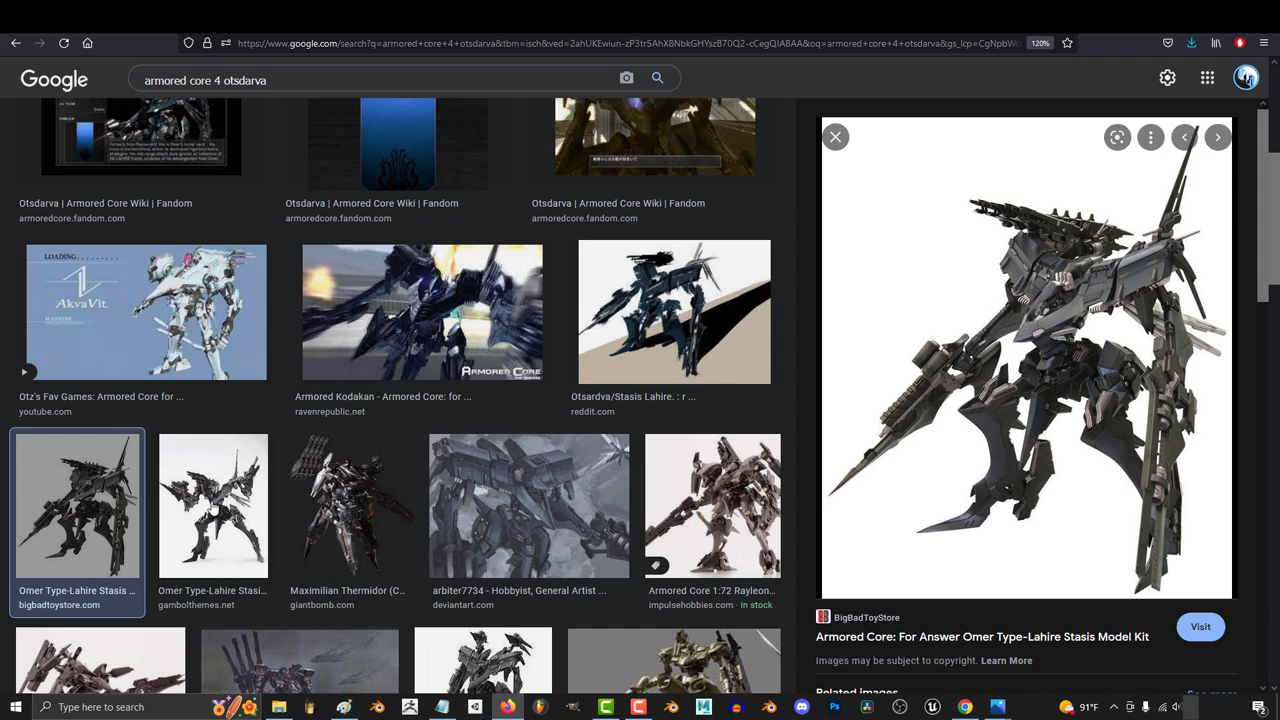 https://www.google.com/search?q=armored+core+4+otsdarva&tbm=isch&ved=2ahUKEwiun-zP3tr5AhX8NbkGHYszB70Q2-cCegQIABAA&oq=armored+core+4+otsdarva&gs_lcp=CgNpbWc
120%
Google
armored core 4 otsdarva
Otsdarva | Armored Core Wiki | Fandom
armoredcore.fandom.com
Otsdarva | Armored Core Wiki | Fandom
armoredcore.fandom.com
Otsdarva | Armored Core Wiki | Fandom
armoredcore.fandom.com
LOADING.........
AkvaVit.
ARMORED CORE
Otz's Fav Games: Armored Core for ...
youtube.com
Armored Kodakan - Armored Core: for ...
ravenrepublic.net
Otsardva/Stasis Lahire. : r ...
reddit.com
Omer Type-Lahire Stasis ...
bigbadtoystore.com
Omer Type-Lahire Stasi...
gambolthemes.net
Maximilian Thermidor (C...
giantbomb.com
arbiter7734 - Hobbyist, General Artist ...
deviantart.com
Armored Core 1:72 Rayleon...
impulsehobbies.com · In stock
BigBadToyStore
Armored Core: For Answer Omer Type-Lahire Stasis Model Kit
Visit
Images may be subject to copyright. Learn More
Related images
See more
Type here to search
91°F